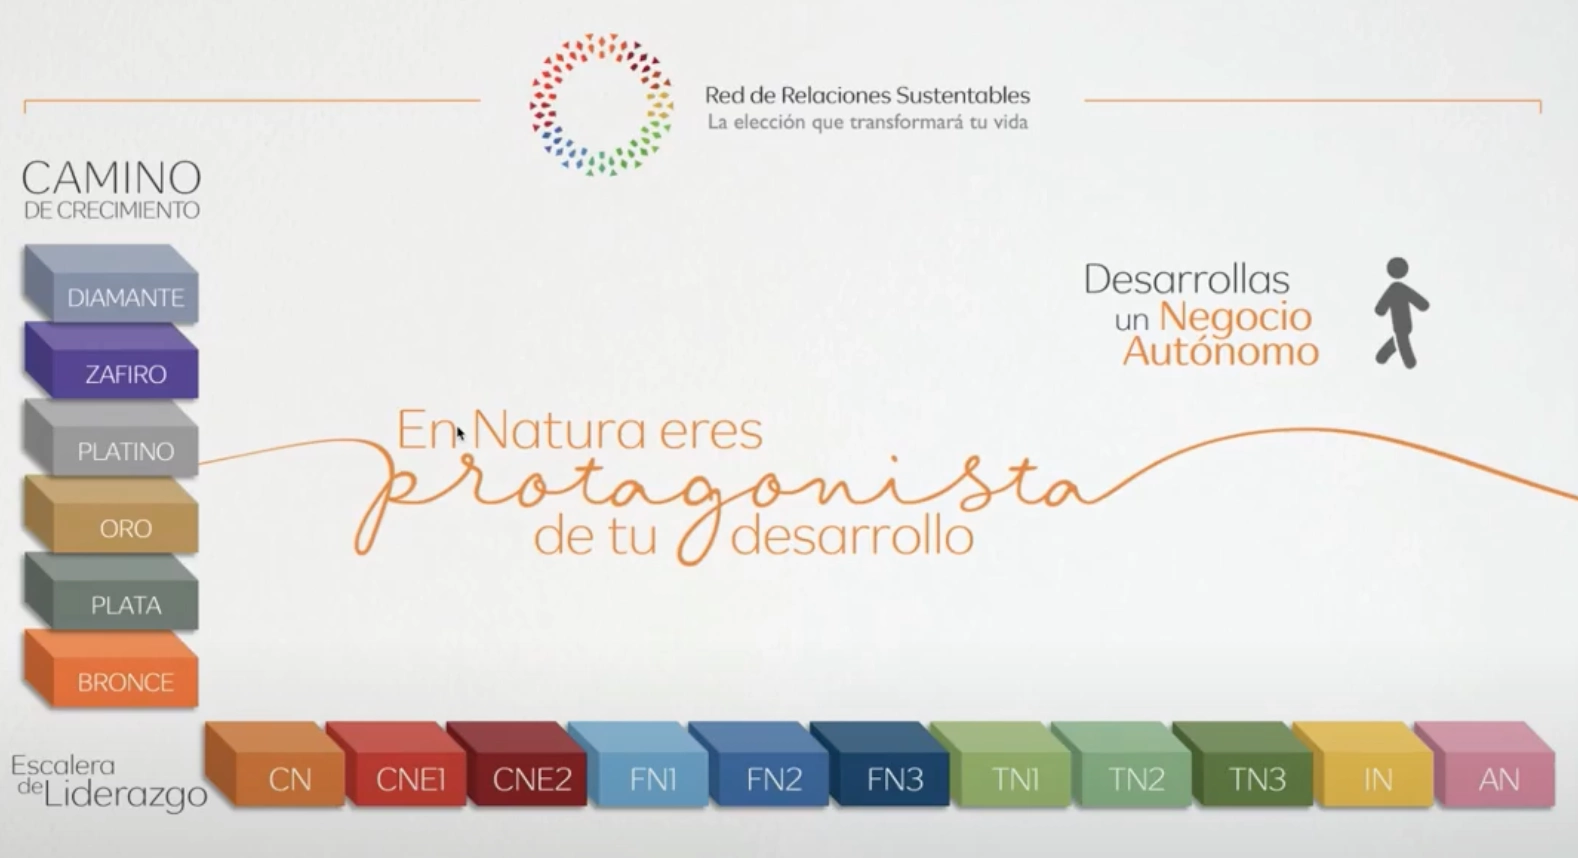 Red de Relaciones Sustentables
La elección que transformará tu vida
CAMINO
DE CRECIMIENTO
DIAMANTE
ZAFIRO
PLATINO
ORO
PLATA
BRONCE
Desarrollas
un Negocio
Autónomo
En Natura eres
protagonista
de tu desarrollo
Escalera
de Liderazgo
CN
CNE1
CNE2
FN1
FN2
FN3
TN1
TN2
TN3
IN
AN